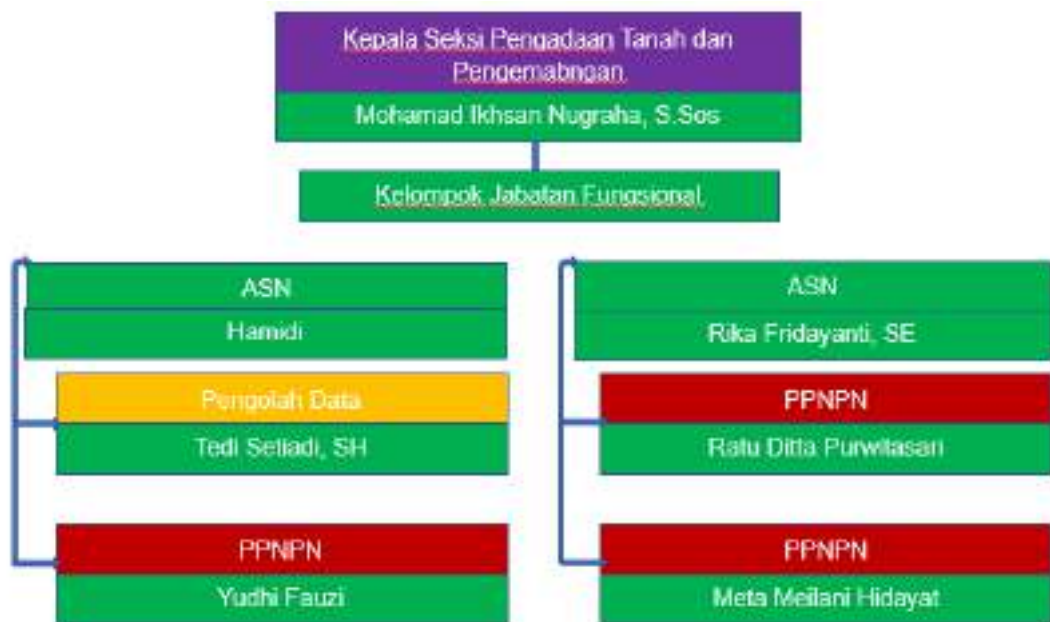 Kepala Seksi Pengadaan Tanah dan
Pengemabngan
Mohamad Ikhsan Nugraha, S.Sos
Kelompok Jabatan Fungsional
ASN
Hamidi
Pengolah Data
Tedi Setiadi, SH
PPNPN
Yudhi Fauzi
ASN
Rika Fridayanti, SE
PPNPN
Ratu Ditta Purwitasari
PPNPN
Meta Meilani Hidayat